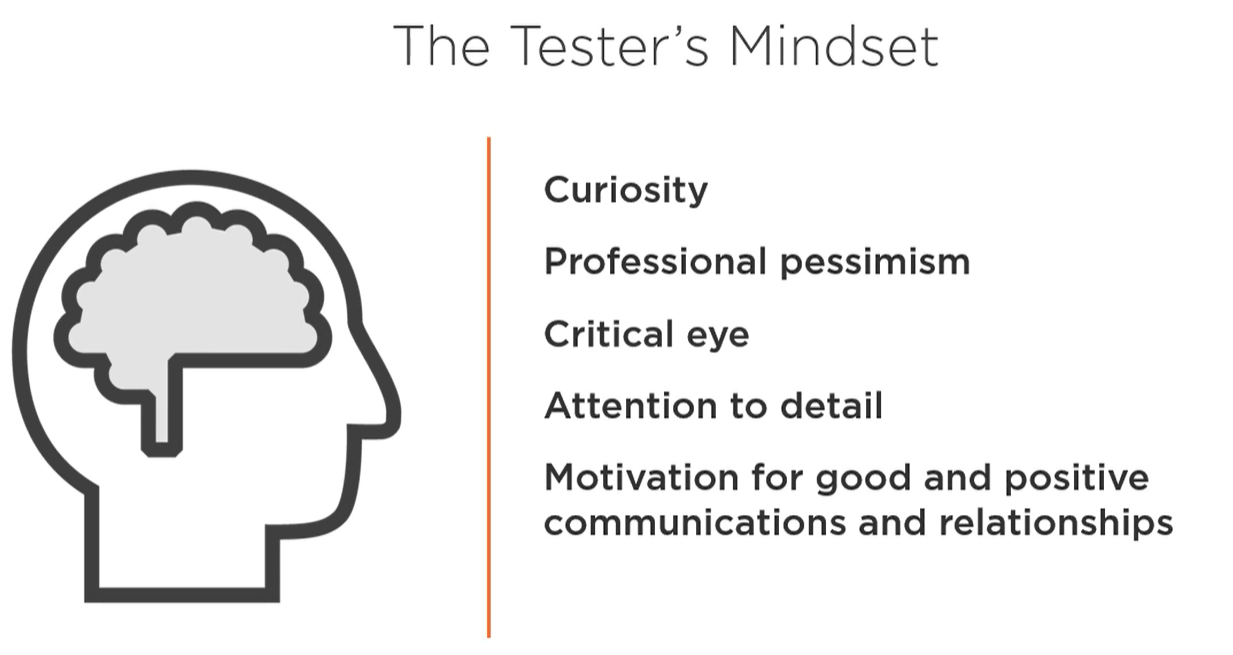 The Tester’s Mindset
Curiosity
Professional pessimism
Critical eye
Attention to detail
Motivation for good and positive
communications and relationships